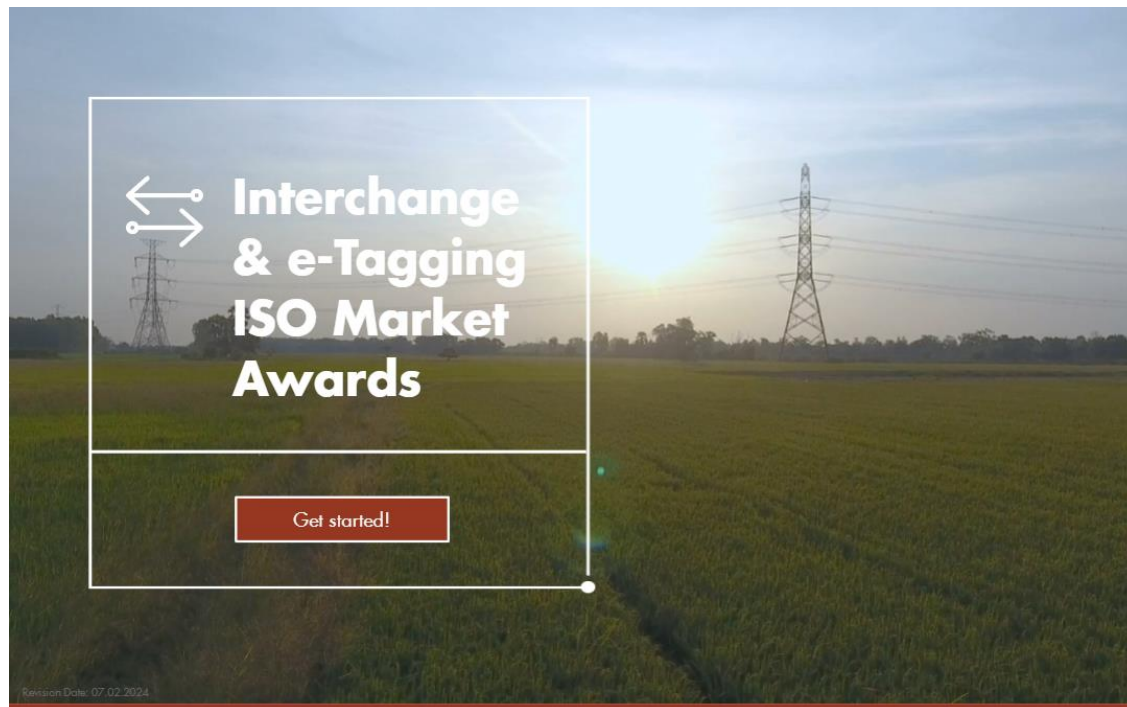 Interchange
& e-Tagging
ISO Market
Awards
Get started!
Revision Date: 07.02.2024